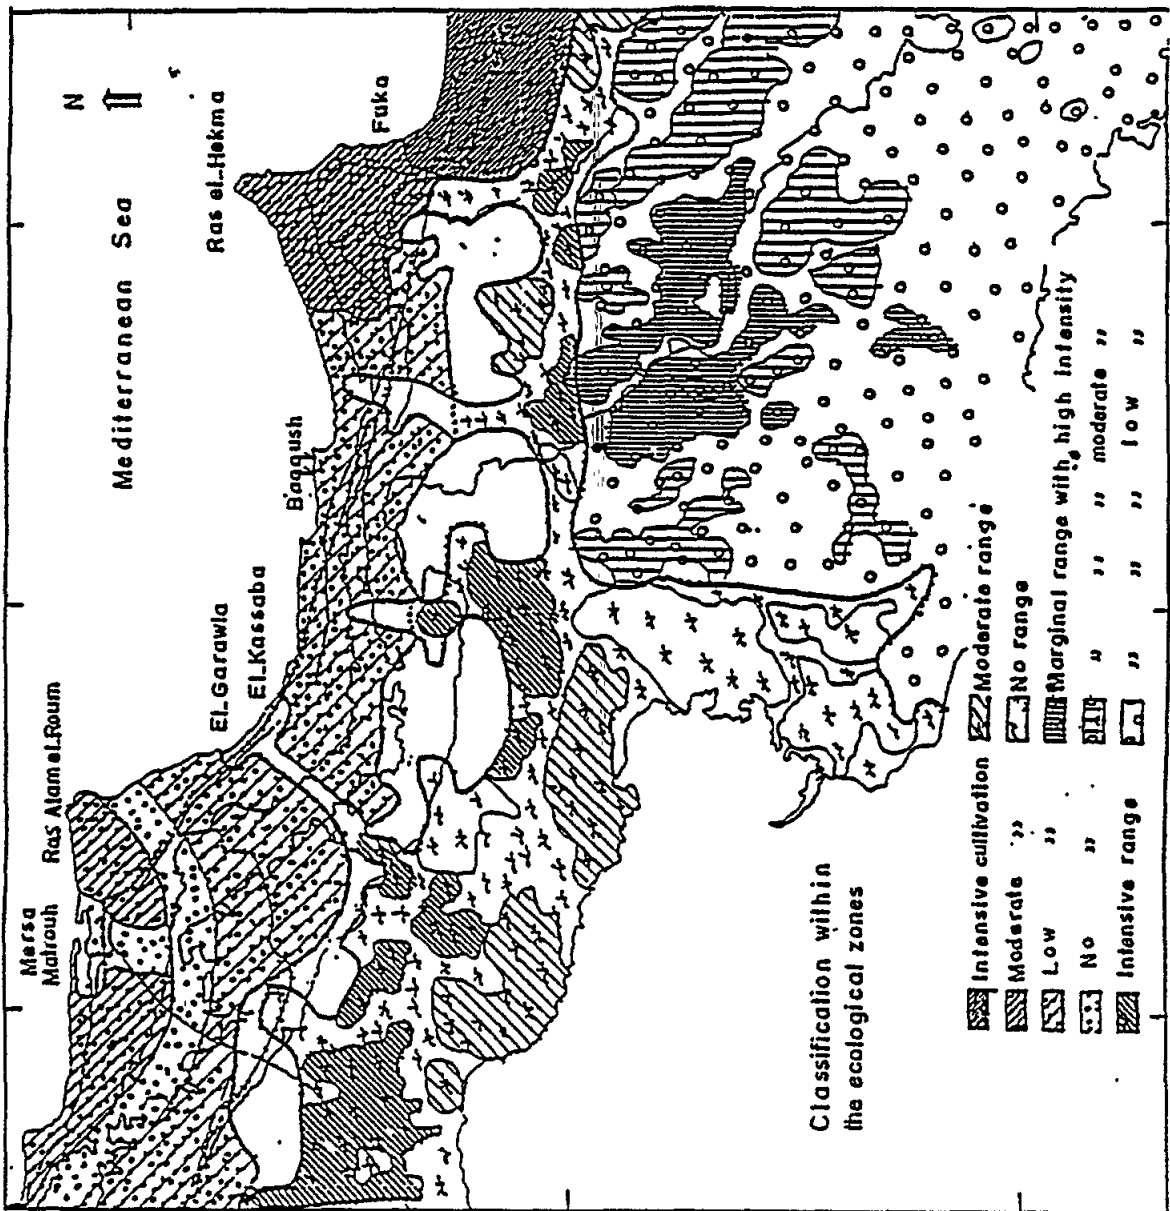 N
Mediterranean Sea
Mersa
Matrouh
Ras Alamel.Roum
EL.Garawla
EL.Kassaba
Baqqush
Ras el-Hekma
Fuka
Classification within
the ecological zones
Intensive cultivation
Moderate ,,
Low ,,
No ,,
Intensive range
Moderate range
No range
Marginal range with high intensity
,, ,, ,, moderate ,,
,, ,, ,, low ,,